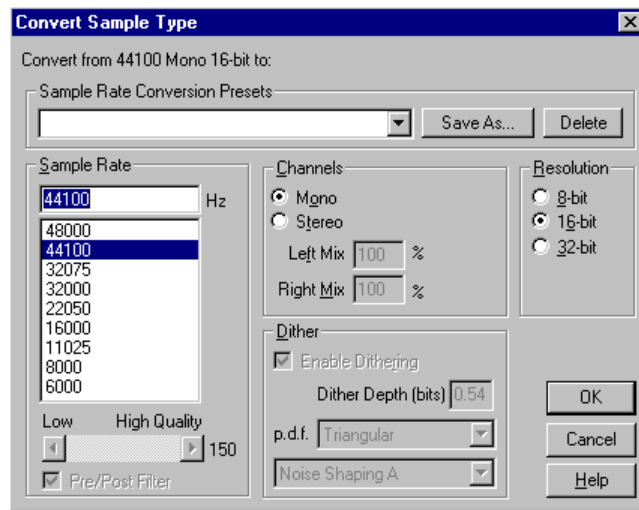 Convert Sample Type
Convert from 44100 Mono 16-bit to:
Sample Rate Conversion Presets
Save As...
Delete
Sample Rate
44100 Hz
48000
44100
32075
32000
22050
16000
11025
8000
6000
Low High Quality
150
Pre/Post Filter
Channels
Mono
Stereo
Left Mix 100 %
Right Mix 100 %
Dither
Enable Dithering
Dither Depth (bits) 0.54
p.d.f. Triangular
Noise Shaping A
Resolution
8-bit
16-bit
32-bit
OK
Cancel
Help